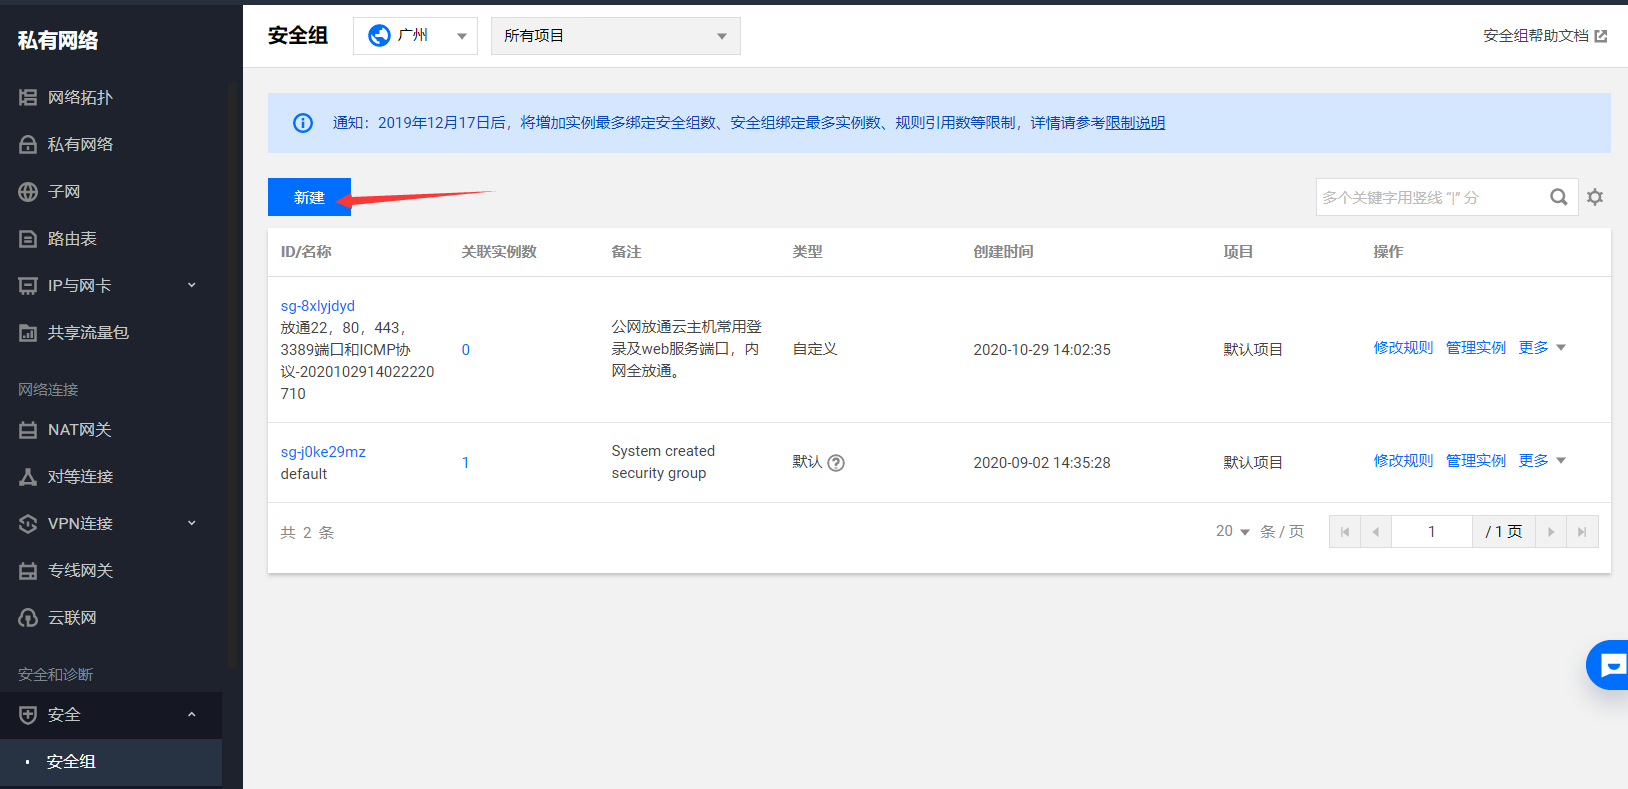 私有网络
网络拓扑
私有网络
子网
路由表
IP与网卡
共享流量包
网络连接
NAT网关
对等连接
VPN连接
专线网关
云联网
安全和诊断
安全
安全组
安全组
广州
所有项目
安全组帮助文档
通知：2019年12月17日后，将增加实例最多绑定安全组数、安全组绑定最多实例数、规则引用数等限制，详情请参考限制说明
新建
多个关键字用竖线 “|” 分
ID/名称 关联实例数 备注 类型 创建时间 项目 操作
sg-8xlyjdyd
放通22，80，443，
3389端口和ICMP协
议-2020102914022220
710
0
公网放通云主机常用登
录及web服务端口，内
网全放通。
自定义
2020-10-29 14:02:35
默认项目
修改规则 管理实例 更多
sg-j0ke29mz
default
1
System created
security group
默认
2020-09-02 14:35:28
默认项目
修改规则 管理实例 更多
共 2 条
20 条 / 页
1 / 1 页